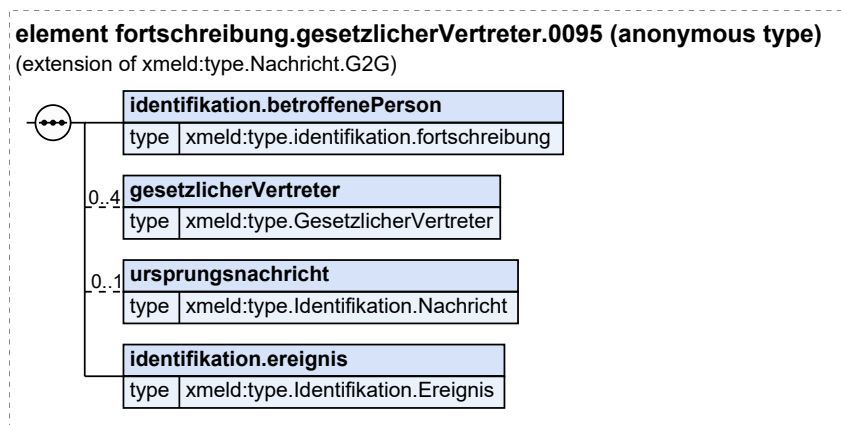 element fortschreibung.gesetzlicherVertreter.0095 (anonymous type)
(extension of xmeld:type.Nachricht.G2G)
identifikation.betroffenePerson
type xmeld:type.identifikation.fortschreibung
0..4 gesetzlicherVertreter
type xmeld:type.GesetzlicherVertreter
0..1 ursprungsnachricht
type xmeld:type.Identifikation.Nachricht
identifikation.ereignis
type xmeld:type.Identifikation.Ereignis